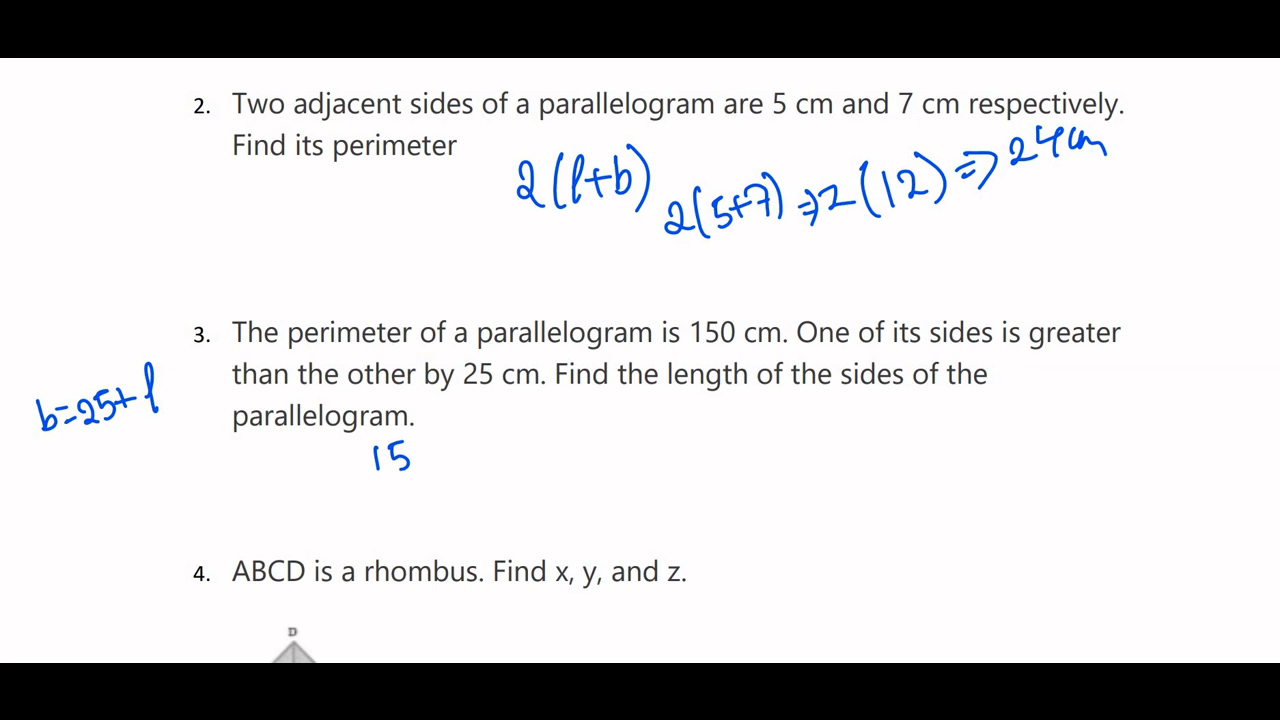 2. Two adjacent sides of a parallelogram are 5 cm and 7 cm respectively.
Find its perimeter
2(l+b) 2(5+7) ⇒ 2(12) ⇒ 24cm
3. The perimeter of a parallelogram is 150 cm. One of its sides is greater
than the other by 25 cm. Find the length of the sides of the
parallelogram.
b=25+l
15
4. ABCD is a rhombus. Find x, y, and z.
D